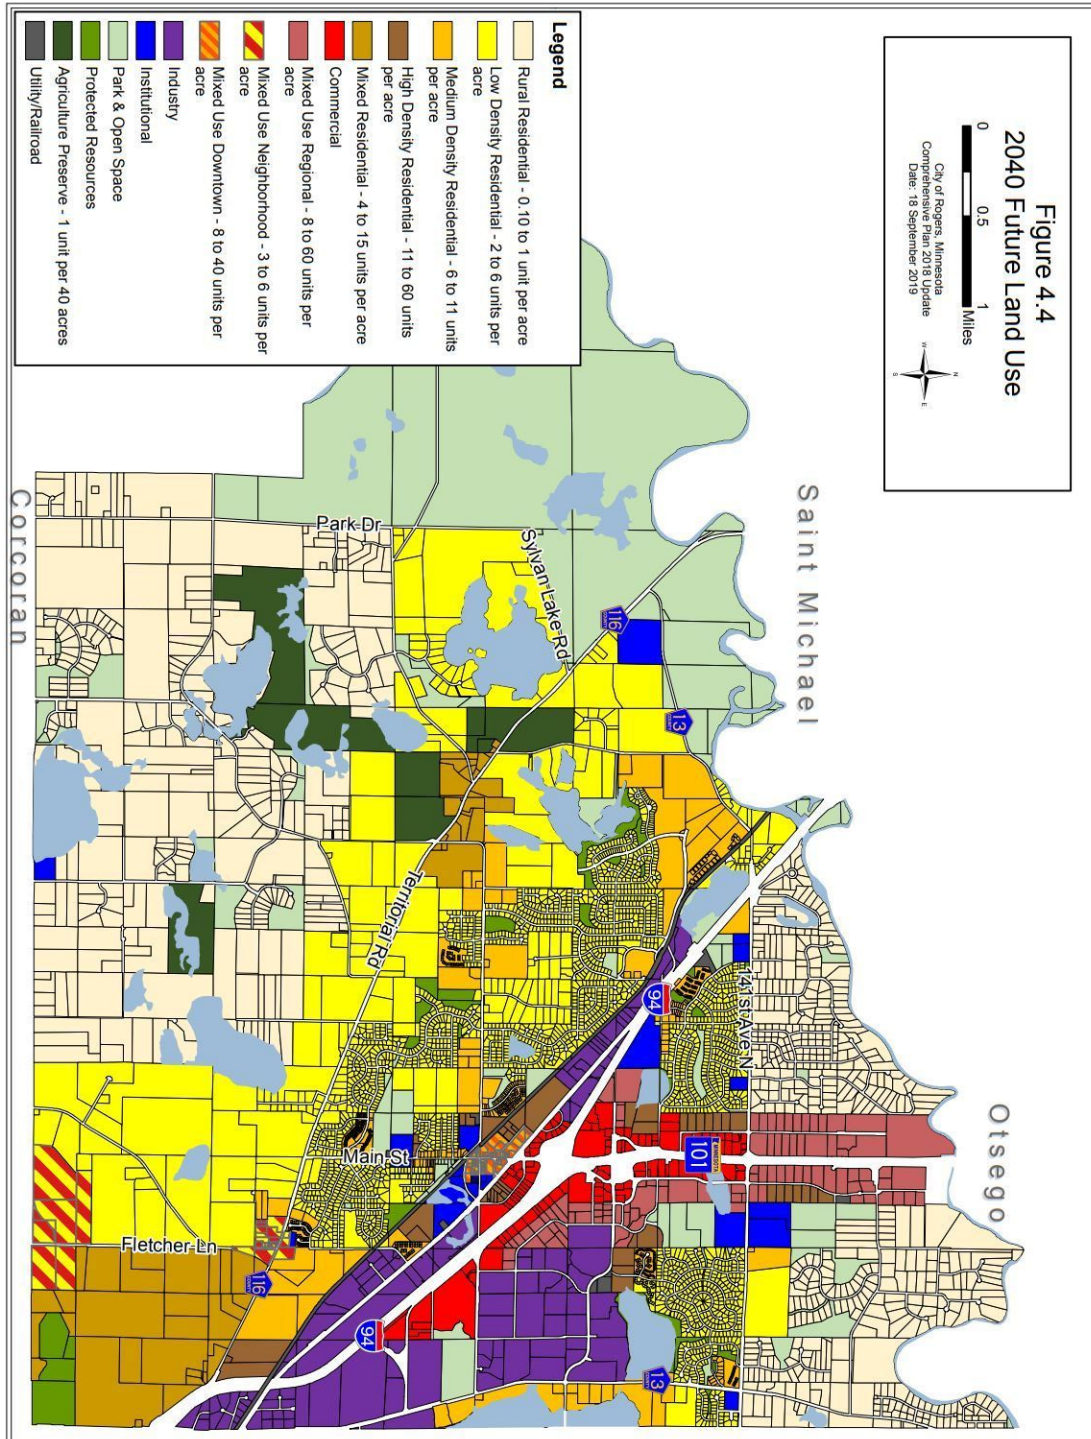 Figure 4.4
2040 Future Land Use
City of Rogers, Minnesota
Comprehensive Plan 2018 Update
Date: 18 September 2019
0 0.5 1
Miles
N
W E
S
Legend
Rural Residential - 0.10 to 1 unit per acre
Low Density Residential - 2 to 6 units per
acre
Medium Density Residential - 6 to 11 units
per acre
High Density Residential - 11 to 60 units
per acre
Mixed Residential - 4 to 15 units per acre
Commercial
Mixed Use Regional - 8 to 60 units per
acre
Mixed Use Neighborhood - 3 to 6 units per
acre
Mixed Use Downtown - 8 to 40 units per
acre
Industry
Institutional
Park & Open Space
Protected Resources
Agriculture Preserve - 1 unit per 40 acres
Utility/Railroad
Saint Michael
Otsego
Corcoran
Park Dr
Sylvan Lake Rd
116
13
Territorial Rd
94
141st Ave N
MINNESOTA
101
Main St
Fletcher Ln
116
94
13